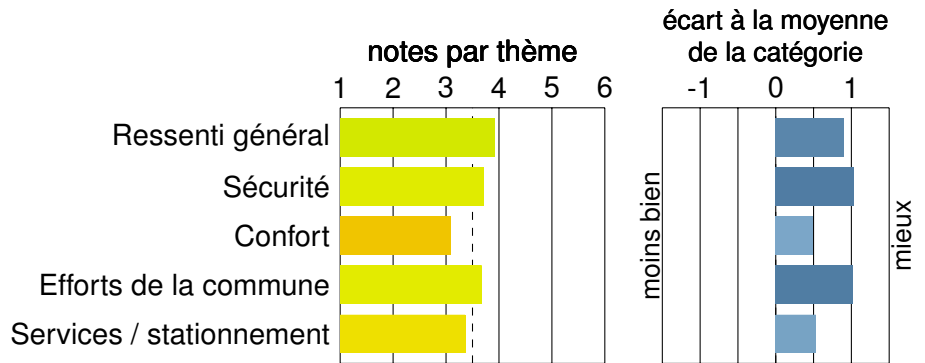 écart à la moyenne
notes par thème
de la catégorie
1 2 3 4 5 6
-1 0 1
Ressenti général
Sécurité
Confort
Efforts de la commune
Services / stationnement
moins bien
mieux